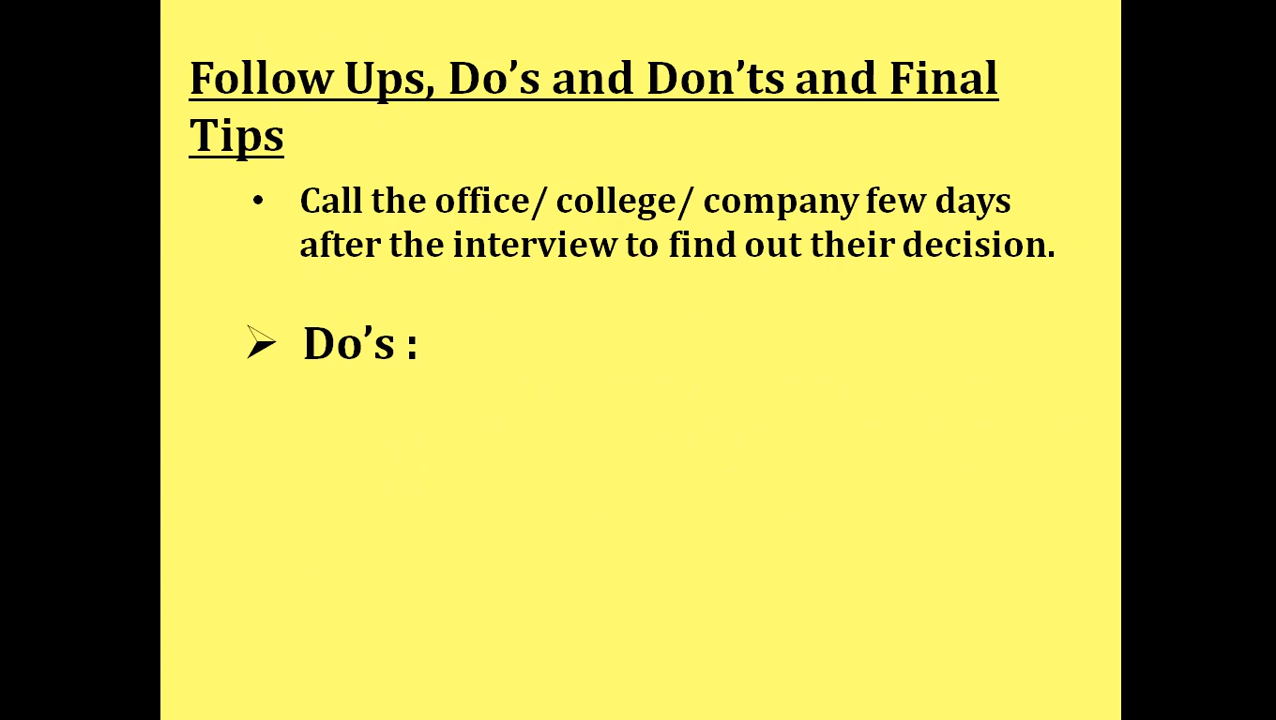 Follow Ups, Do’s and Don’ts and Final
Tips
• Call the office/ college/ company few days
after the interview to find out their decision.
➢ Do’s :